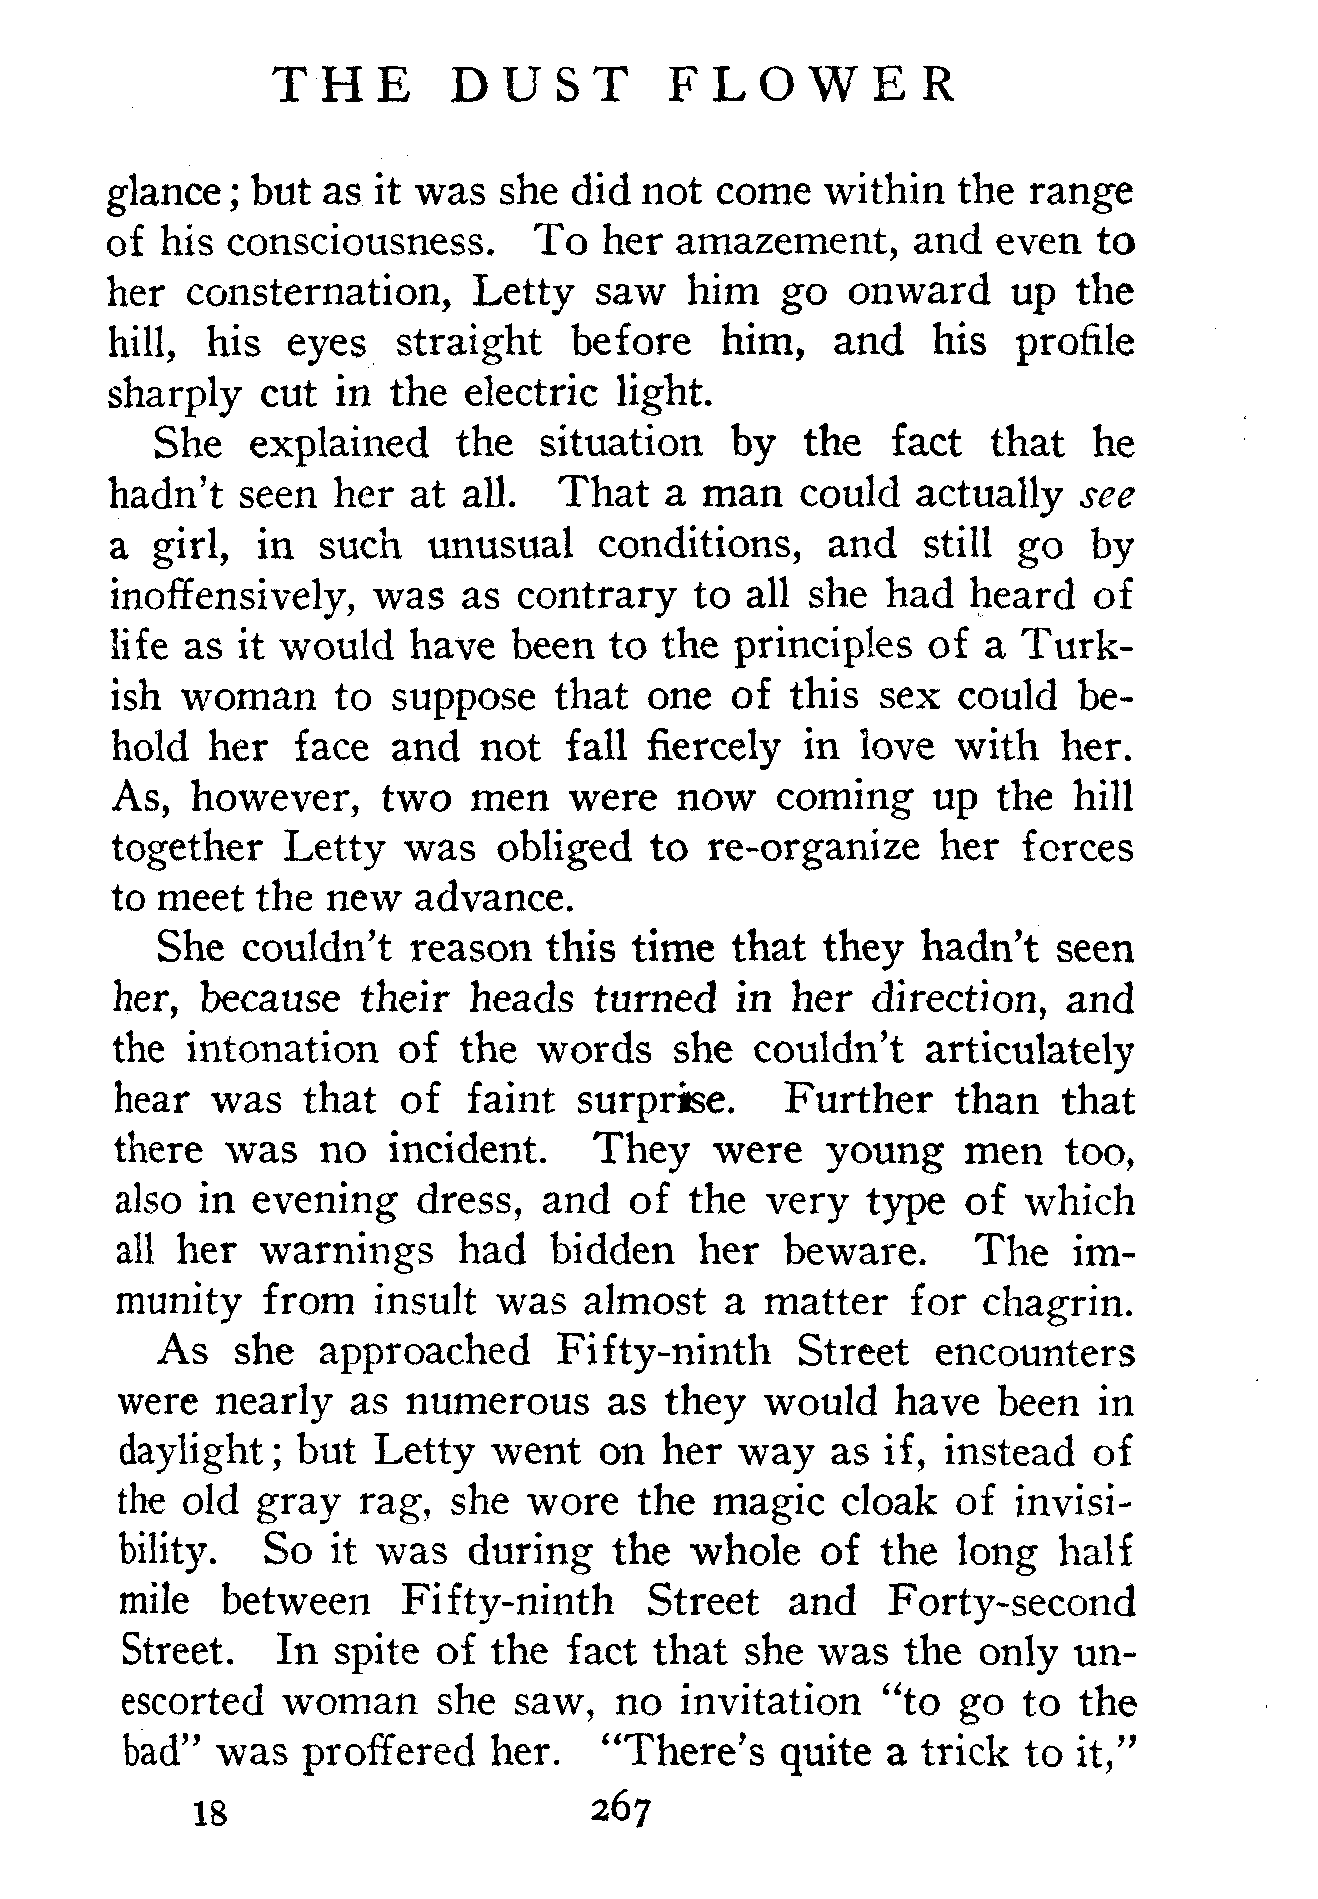 THE DUST FLOWER
glance; but as it was she did not come within the range
of his consciousness. To her amazement, and even to
her consternation, Letty saw him go onward up the
hill, his eyes straight before him, and his profile
sharply cut in the electric light.
She explained the situation by the fact that he
hadn't seen her at all. That a man could actually see
a girl, in such unusual conditions, and still go by
inoffensively, was as contrary to all she had heard of
life as it would have been to the principles of a Turk-
ish woman to suppose that one of this sex could be-
hold her face and not fall fiercely in love with her.
As, however, two men were now coming up the hill
together Letty was obliged to re-organize her forces
to meet the new advance.
She couldn't reason this time that they hadn't seen
her, because their heads turned in her direction, and
the intonation of the words she couldn't articulately
hear was that of faint surprise. Further than that
there was no incident. They were young men too,
also in evening dress, and of the very type of which
all her warnings had bidden her beware. The im-
munity from insult was almost a matter for chagrin.
As she approached Fifty-ninth Street encounters
were nearly as numerous as they would have been in
daylight; but Letty went on her way as if, instead of
the old gray rag, she wore the magic cloak of invisi-
bility. So it was during the whole of the long half
mile between Fifty-ninth Street and Forty-second
Street. In spite of the fact that she was the only un-
escorted woman she saw, no invitation "to go to the
bad" was proffered her. "There's quite a trick to it,"
18 267